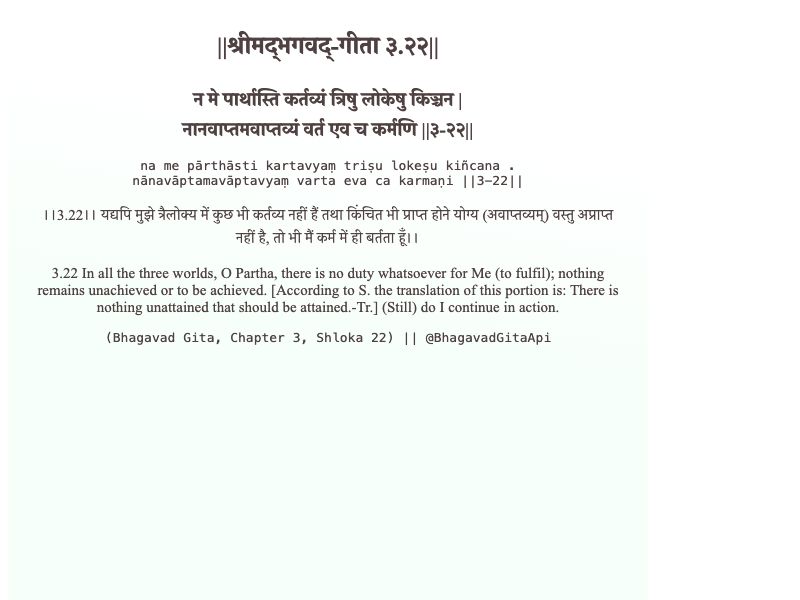 ||श्रीमद्‍भगवद्‍-गीता ३.२२||
न मे पार्थास्ति कर्तव्यं त्रिषु लोकेषु किञ्चन |
नानवाप्तमवाप्तव्यं वर्त एव च कर्मणि ||३-२२||
na me pārthāsti kartavyaṃ triṣu lokeṣu kiñcana .
nānavāptamavāptavyaṃ varta eva ca karmaṇi ||3-22||
।।3.22।। यद्यपि मुझे त्रैलोक्य में कुछ भी कर्तव्य नहीं हैं तथा किंचित भी प्राप्त होने योग्य (अवाप्तव्यम्) वस्तु अप्राप्त
नहीं है, तो भी मैं कर्म में ही बर्तता हूँ।।
3.22 In all the three worlds, O Partha, there is no duty whatsoever for Me (to fulfil); nothing
remains unachieved or to be achieved. [According to S. the translation of this portion is: There is
nothing unattained that should be attained.-Tr.] (Still) do I continue in action.
(Bhagavad Gita, Chapter 3, Shloka 22) || @BhagavadGitaApi